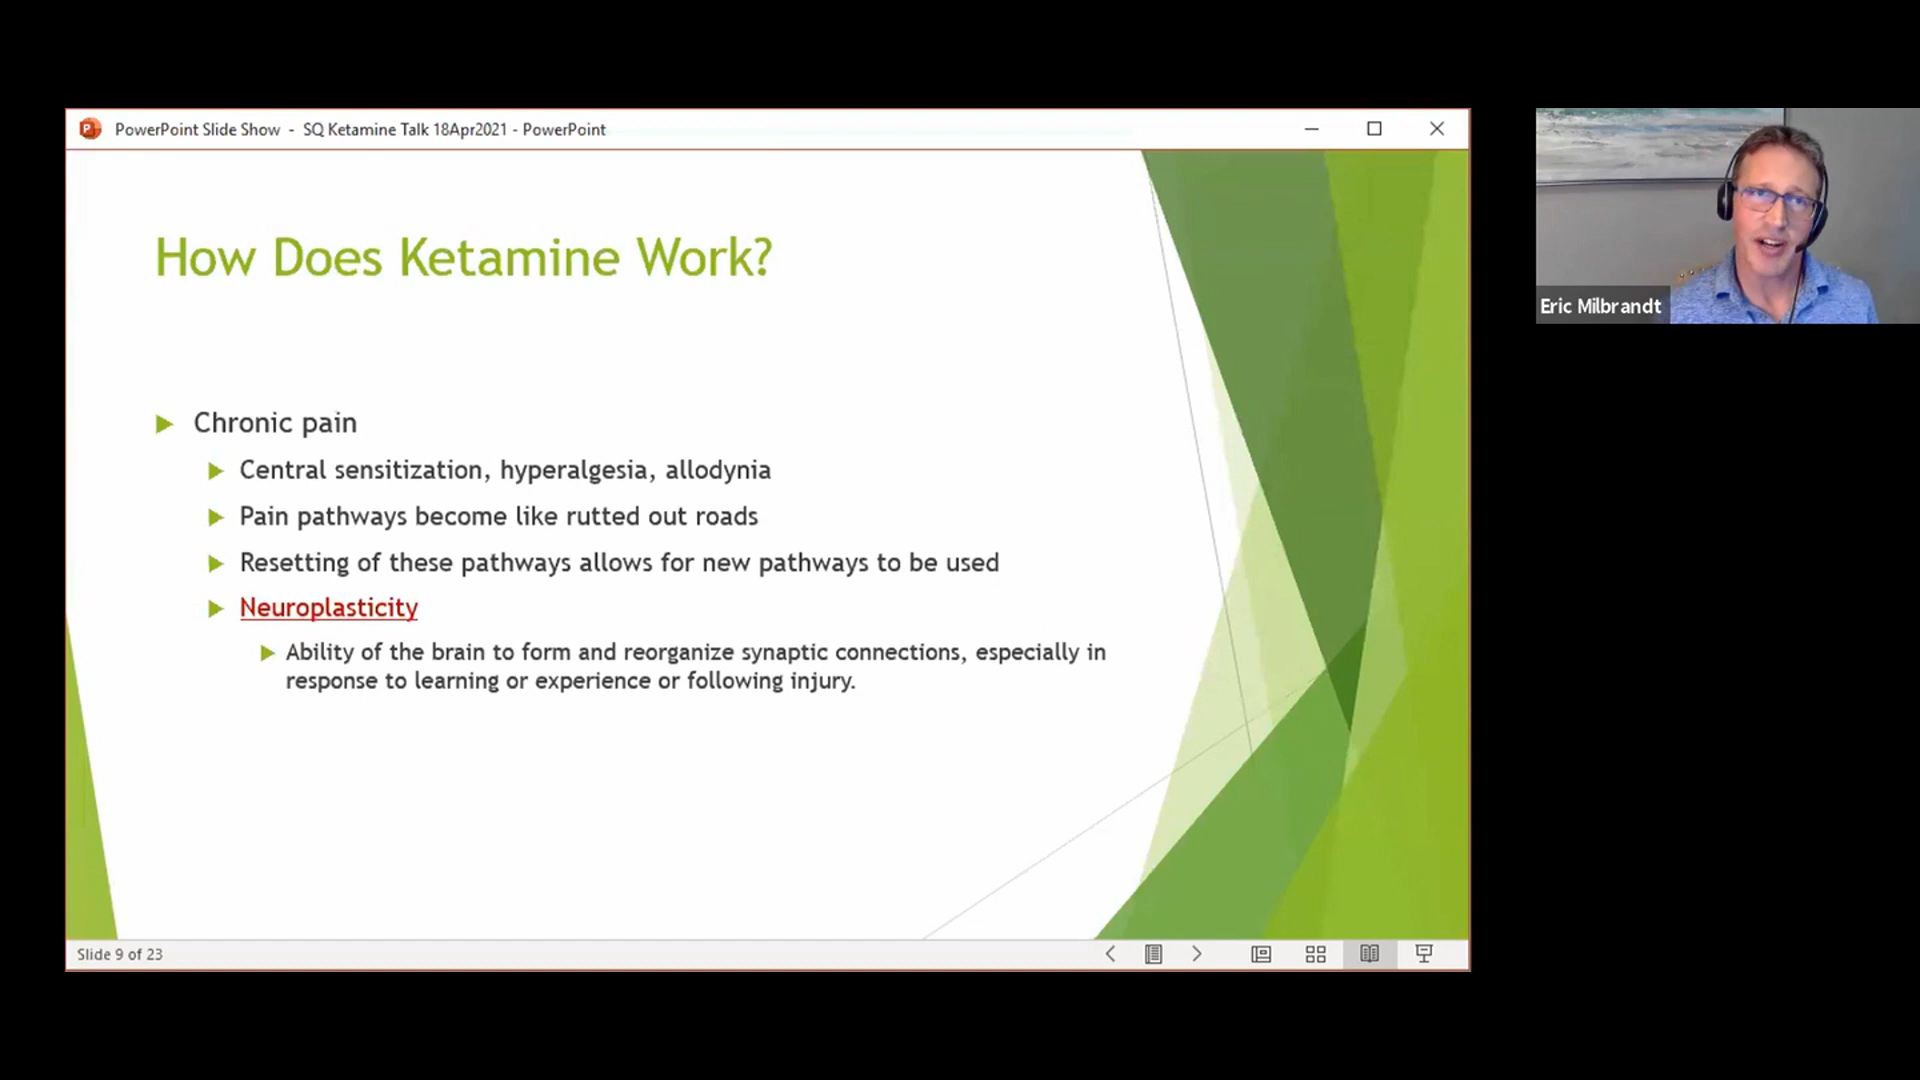 PowerPoint Slide Show - SQ Ketamine Talk 18Apr2021 - PowerPoint
How Does Ketamine Work?
Chronic pain
Central sensitization, hyperalgesia, allodynia
Pain pathways become like rutted out roads
Resetting of these pathways allows for new pathways to be used
Neuroplasticity
Ability of the brain to form and reorganize synaptic connections, especially in
response to learning or experience or following injury.
Slide 9 of 23
Eric Milbrandt